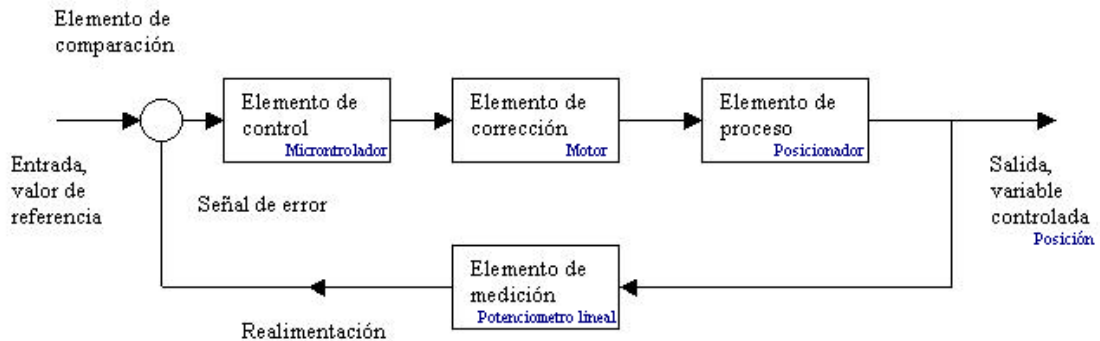 Elemento de
comparación
Elemento de
control
Microntrolador
Elemento de
corrección
Motor
Elemento de
proceso
Posicionador
Entrada,
valor de
referencia
Señal de error
Salida,
variable
controlada
Posición
Elemento de
medición
Potenciometro lineal
Realimentación